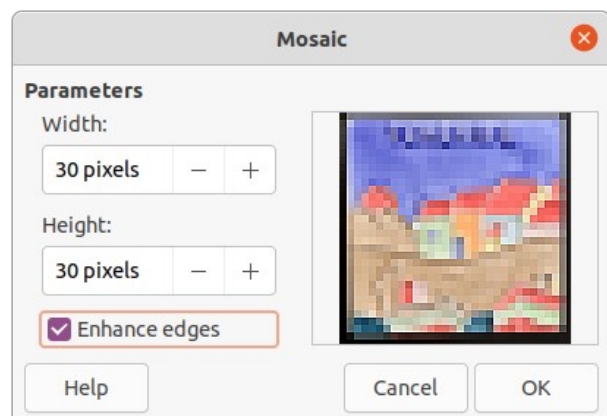 Mosaic
Parameters
Width:
30 pixels
Height:
30 pixels
Enhance edges
Help
Cancel
OK